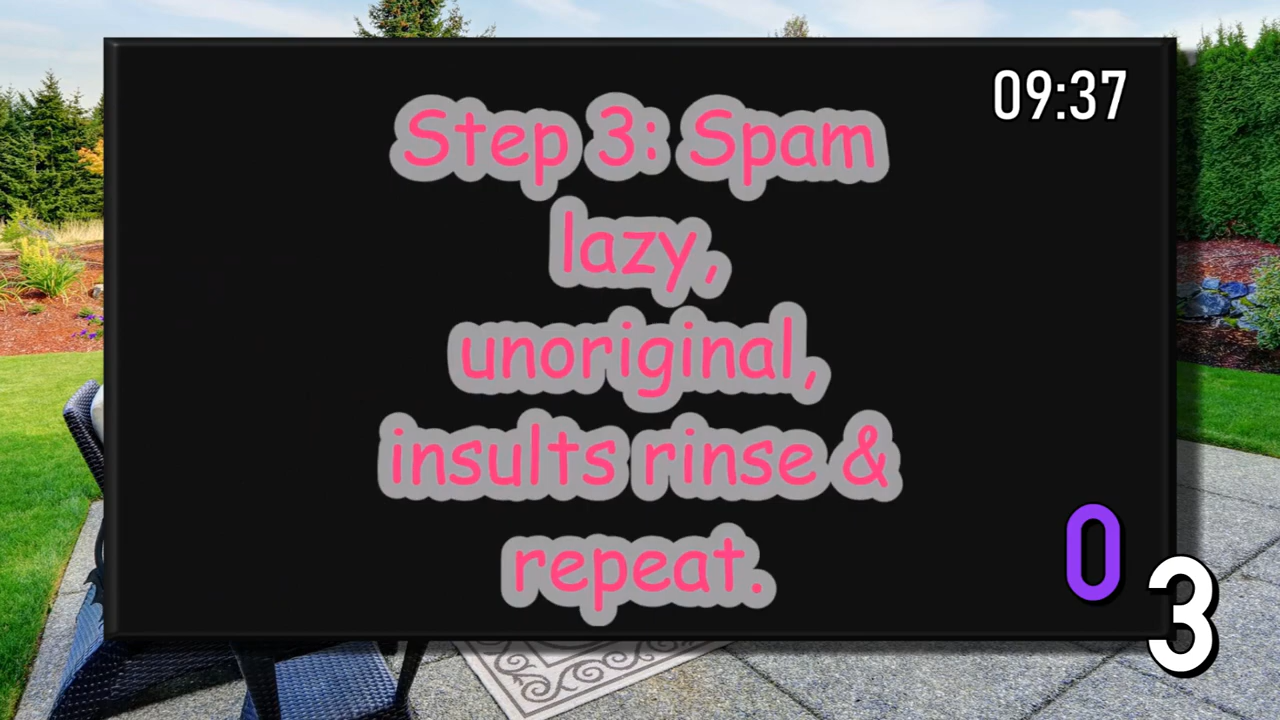 09:37
Step 3: Spam
lazy,
unoriginal,
insults rinse &
repeat.
0
3